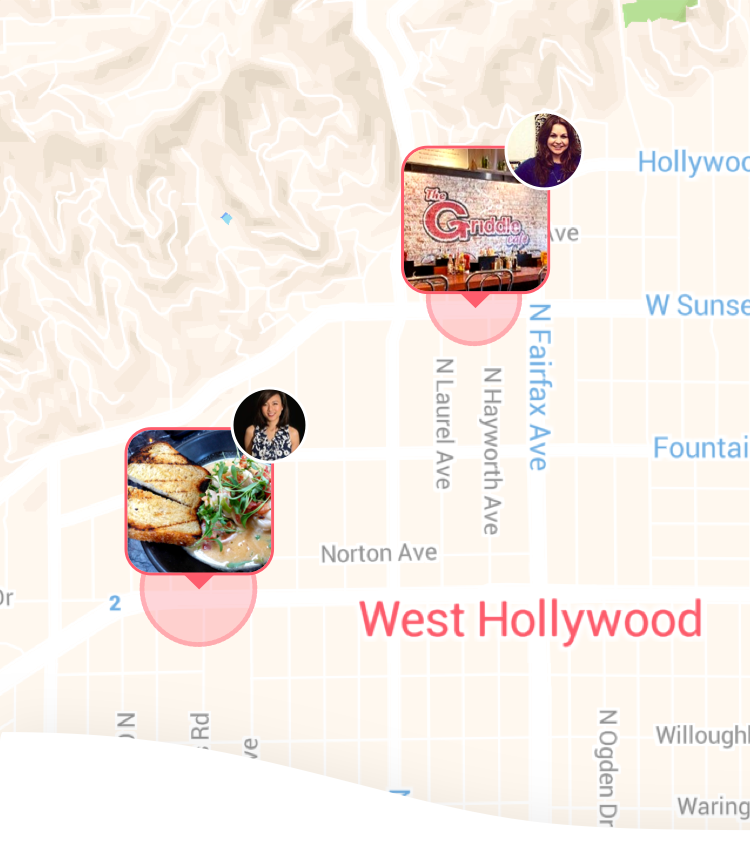 Hollywoo
The
Griddle
cafe
Ave
W Sunse
N Fairfax Ave
N Laurel Ave
N Hayworth Ave
Fountai
Norton Ave
Dr
2
West Hollywood
N
s Rd
ve
N Ogden Dr
Willough
Waring